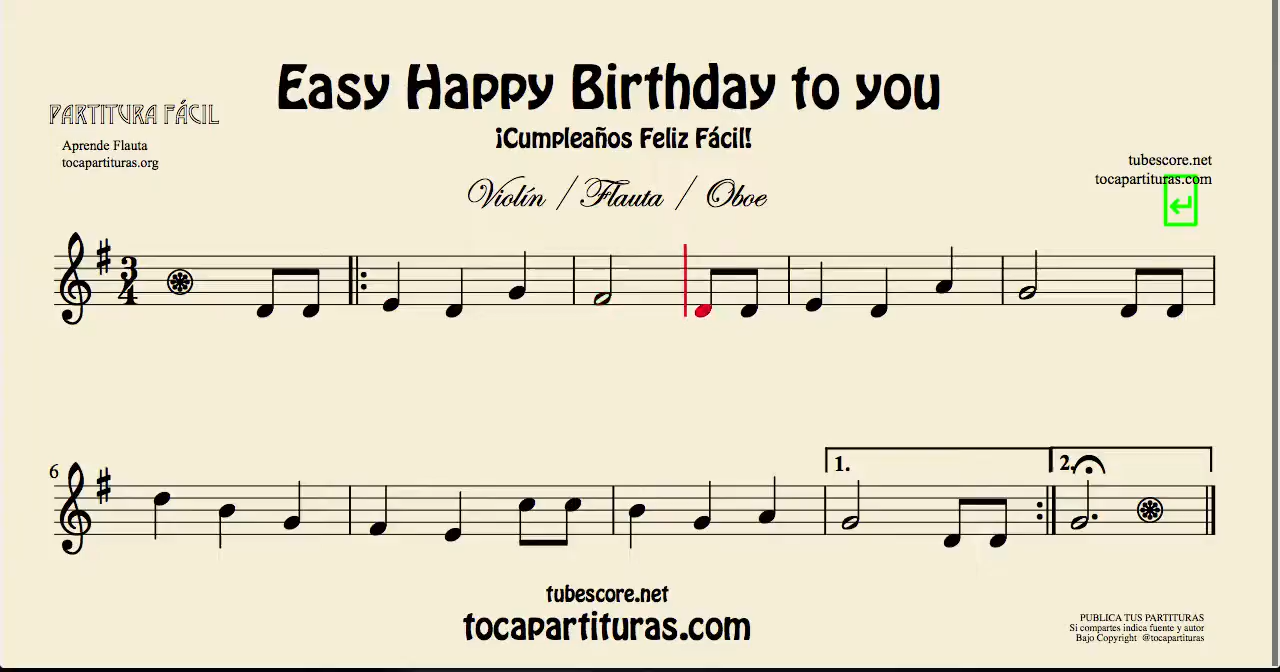 Easy Happy Birthday to you
PARTITURA FÁCIL
¡Cumpleaños Feliz Fácil!
Aprende Flauta
tocapartituras.org
tubescore.net
tocapartituras.com
Violín / Flauta / Oboe
3
4
6
1.
2.
tubescore.net
tocapartituras.com
PUBLICA TUS PARTITURAS
Si compartes indica fuente y autor
Bajo Copyright @tocapartituras